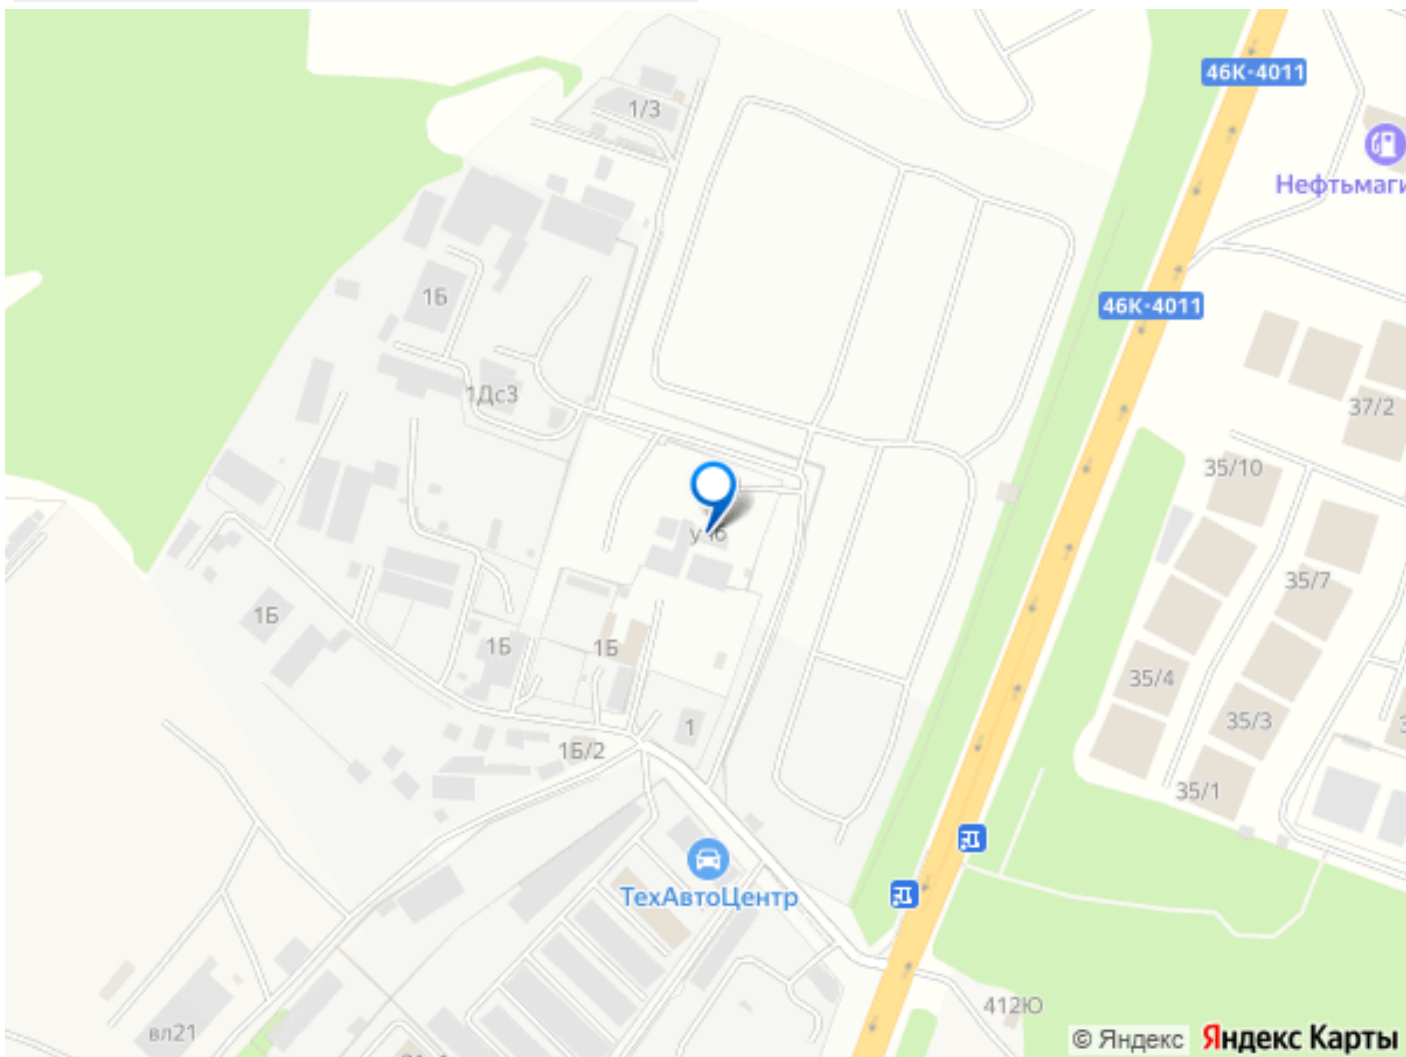 46К-4011
1/3
Нефтьмаги
1Б
46К-4011
1Дс3
37/2
35/10
35/7
1Б
1Б
1Б
35/4
1
35/3
1Б/2
35/1
ТехАвтоЦентр
412Ю
вл21
© Яндекс Яндекс Карты